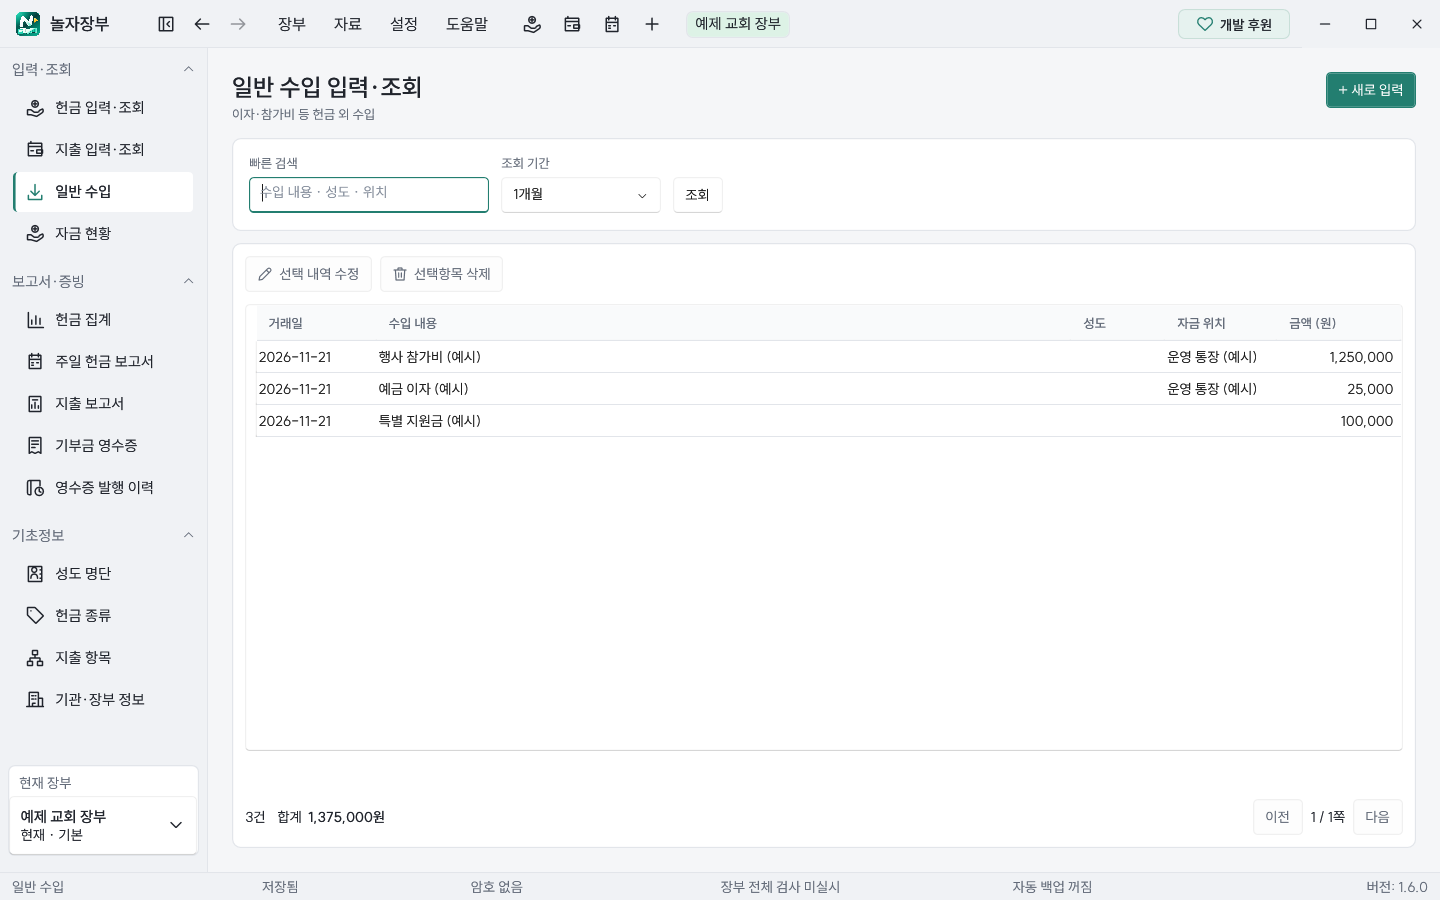 놀자장부
장부
자료
설정
도움말
예제 교회 장부
개발 후원
입력·조회
헌금 입력·조회
지출 입력·조회
일반 수입
자금 현황
보고서·증빙
헌금 집계
주일 헌금 보고서
지출 보고서
기부금 영수증
영수증 발행 이력
기초정보
성도 명단
헌금 종류
지출 항목
기관·장부 정보
현재 장부
예제 교회 장부
현재 · 기본
일반 수입 입력·조회
이자·참가비 등 헌금 외 수입
+ 새로 입력
빠른 검색
조회 기간
수입 내용 · 성도 · 위치
1개월
조회
선택 내역 수정
선택항목 삭제
거래일 수입 내용 성도 자금 위치 금액 (원)
2026-11-21 행사 참가비 (예시) 운영 통장 (예시) 1,250,000
2026-11-21 예금 이자 (예시) 운영 통장 (예시) 25,000
2026-11-21 특별 지원금 (예시) 100,000
3건 합계 1,375,000원
이전
1 / 1쪽
다음
일반 수입
저장됨
암호 없음
장부 전체 검사 미실시
자동 백업 꺼짐
버전: 1.6.0